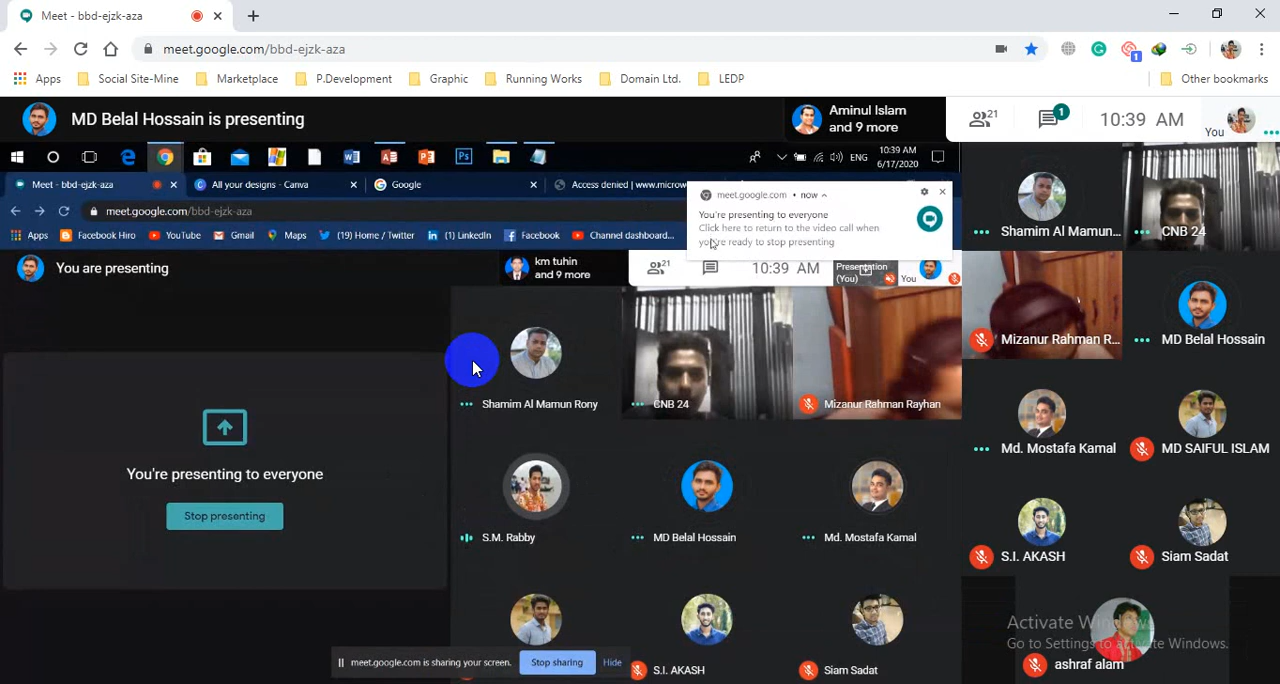 Meet - bbd-ejzk-aza
meet.google.com/bbd-ejzk-aza
1
Apps Social Site-Mine Marketplace P.Development Graphic Running Works Domain Ltd. LEDP Other bookmarks
MD Belal Hossain is presenting
Aminul Islam
and 9 more
21
1
10:39 AM
You
ENG
10:39 AM
6/17/2020
Meet - bbd-ejzk-aza
All your designs - Canva
Google
Access denied | www.microw
meet.google.com/bbd-ejzk-aza
Apps Facebook Hiro YouTube Gmail Maps (19) Home / Twitter (1) LinkedIn Facebook Channel dashboard...
meet.google.com • now
You're presenting to everyone
Click here to return to the video call when
you're ready to stop presenting
You are presenting
km tuhin
and 9 more
21
10:39 AM
Presentation
(You)
You
You're presenting to everyone
Stop presenting
Shamim Al Mamun Rony
CNB 24
Mizanur Rahman Rayhan
S.M. Rabby
MD Belal Hossain
Md. Mostafa Kamal
S.I. AKASH
Siam Sadat
meet.google.com is sharing your screen.
Stop sharing
Hide
Shamim Al Mamun...
CNB 24
Mizanur Rahman R...
MD Belal Hossain
Md. Mostafa Kamal
MD SAIFUL ISLAM
S.I. AKASH
Siam Sadat
ashraf alam
Activate Windows
Go to Settings to activate Windows.